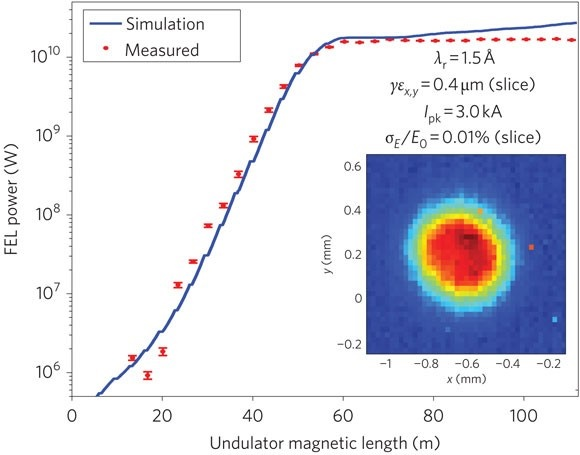 Simulation
Measured
λr = 1.5 Å
γεx,y = 0.4 μm (slice)
Ipk = 3.0 kA
σE/E0 = 0.01% (slice)
FEL power (W)
10^10
10^9
10^8
10^7
10^6
0 20 40 60 80 100
Undulator magnetic length (m)
y (mm)
0.6
0.4
0.2
0
−0.2
−1 −0.8 −0.6 −0.4 −0.2
x (mm)